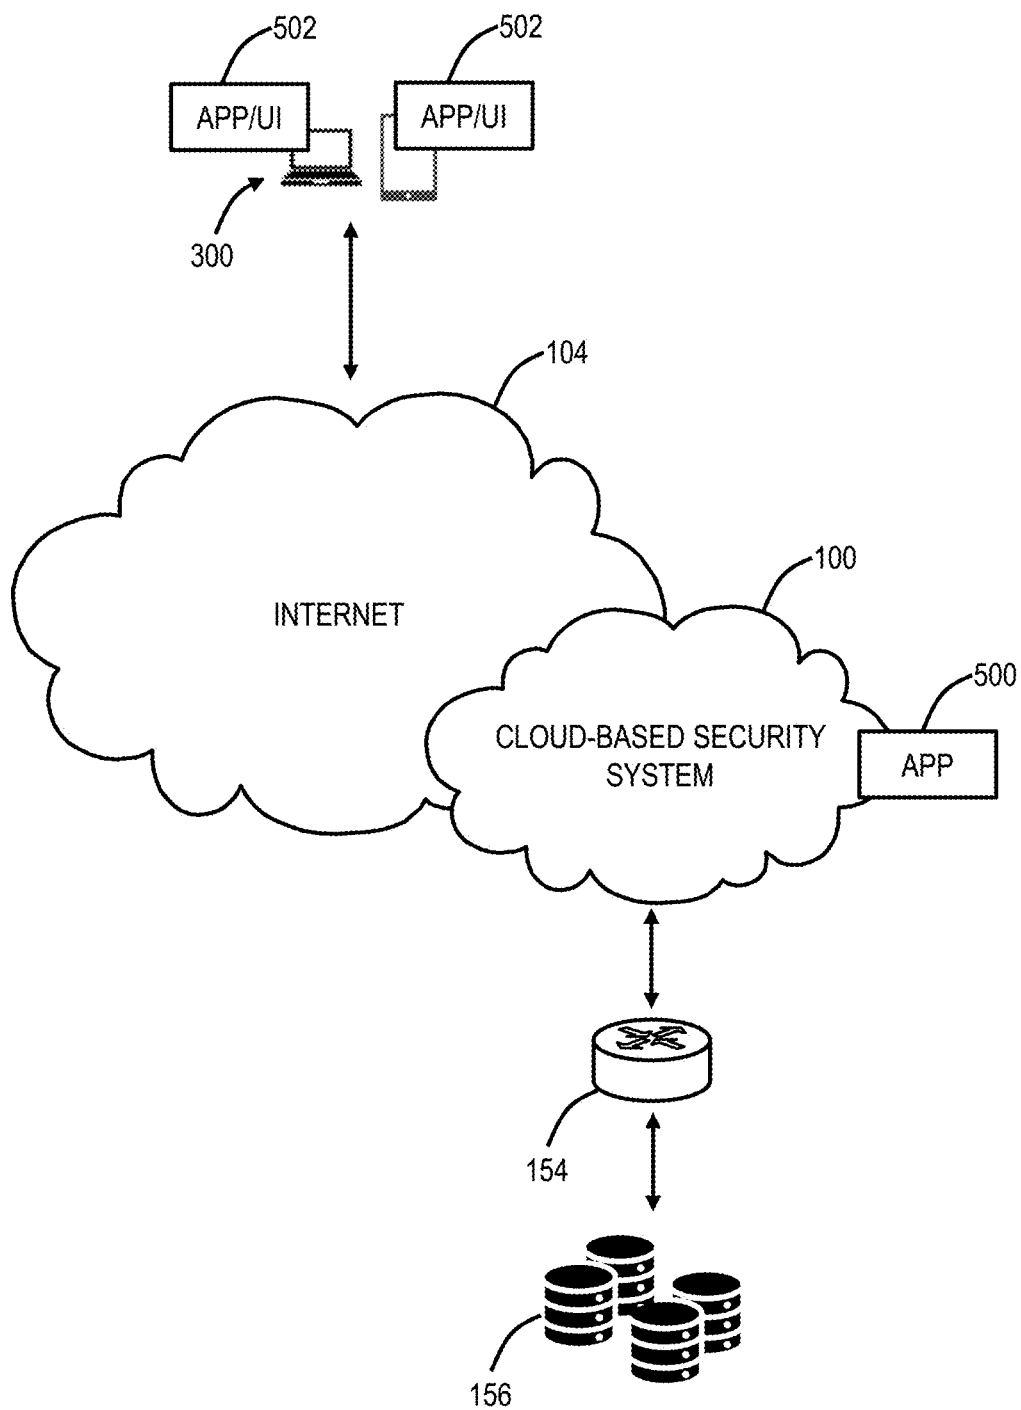 502
502
APP/UI
APP/UI
300
104
100
INTERNET
500
CLOUD-BASED SECURITY
SYSTEM
APP
154
156